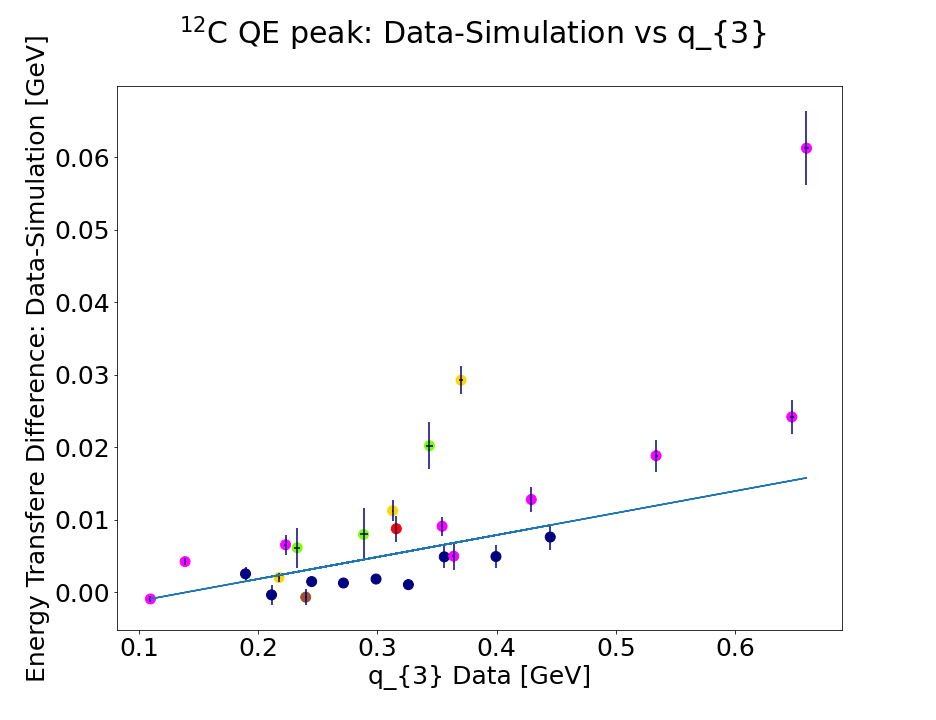 ¹²C QE peak: Data-Simulation vs q_{3}
Energy Transfere Difference: Data-Simulation [GeV]
0.06
0.05
0.04
0.03
0.02
0.01
0.00
0.1 0.2 0.3 0.4 0.5 0.6
q_{3} Data [GeV]